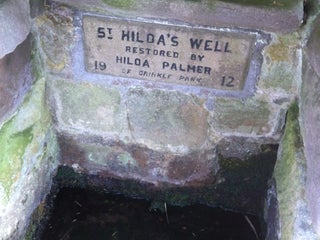 ST HILDA'S WELL
RESTORED BY
19 HILDA PALMER 12
OF GRINKLE PARK